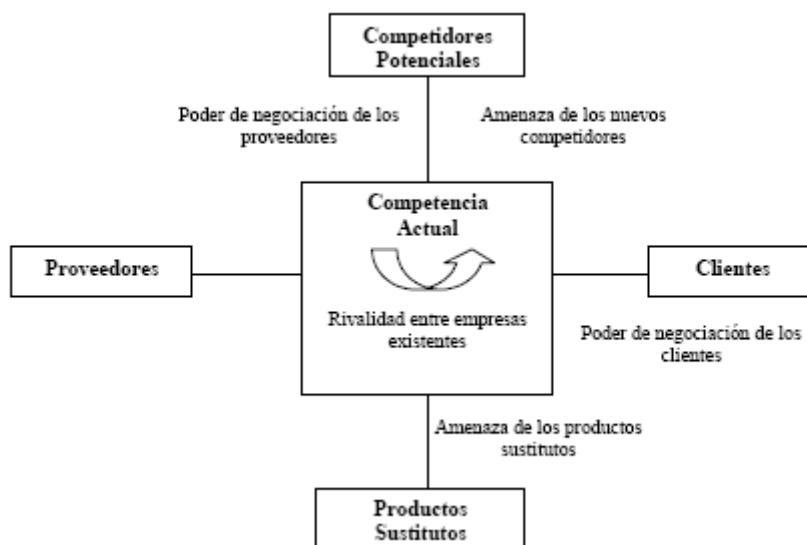 Competidores
Potenciales
Poder de negociación de los
proveedores
Amenaza de los nuevos
competidores
Competencia
Actual
Proveedores
Clientes
Rivalidad entre empresas
existentes
Poder de negociación de los
clientes
Amenaza de los productos
sustitutos
Productos
Sustitutos